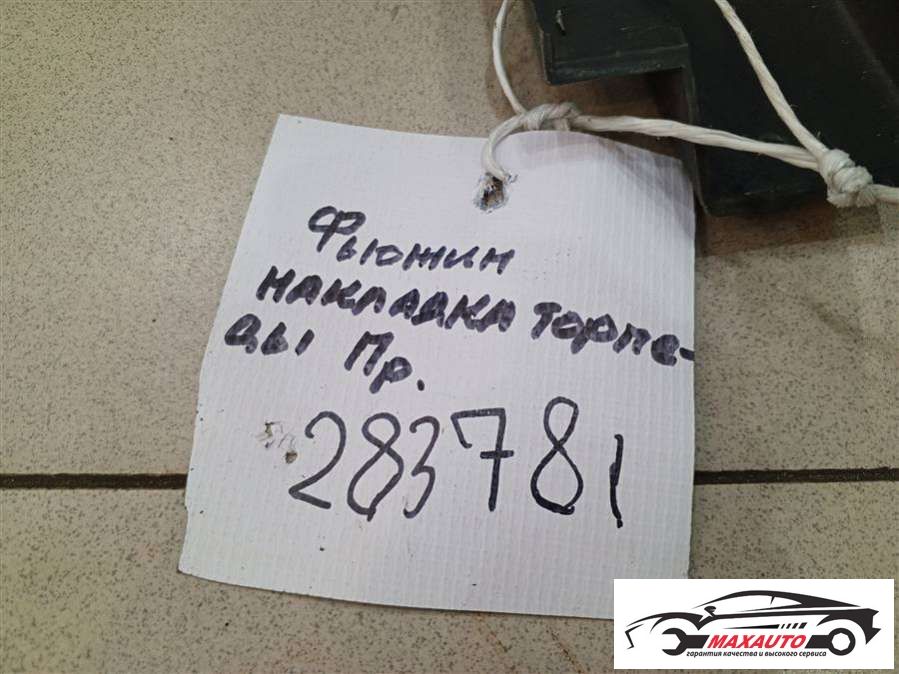 Фьюжин
накладка торпе-
ды Пр.
283781
MAXAUTO
гарантия качества и высокого сервиса